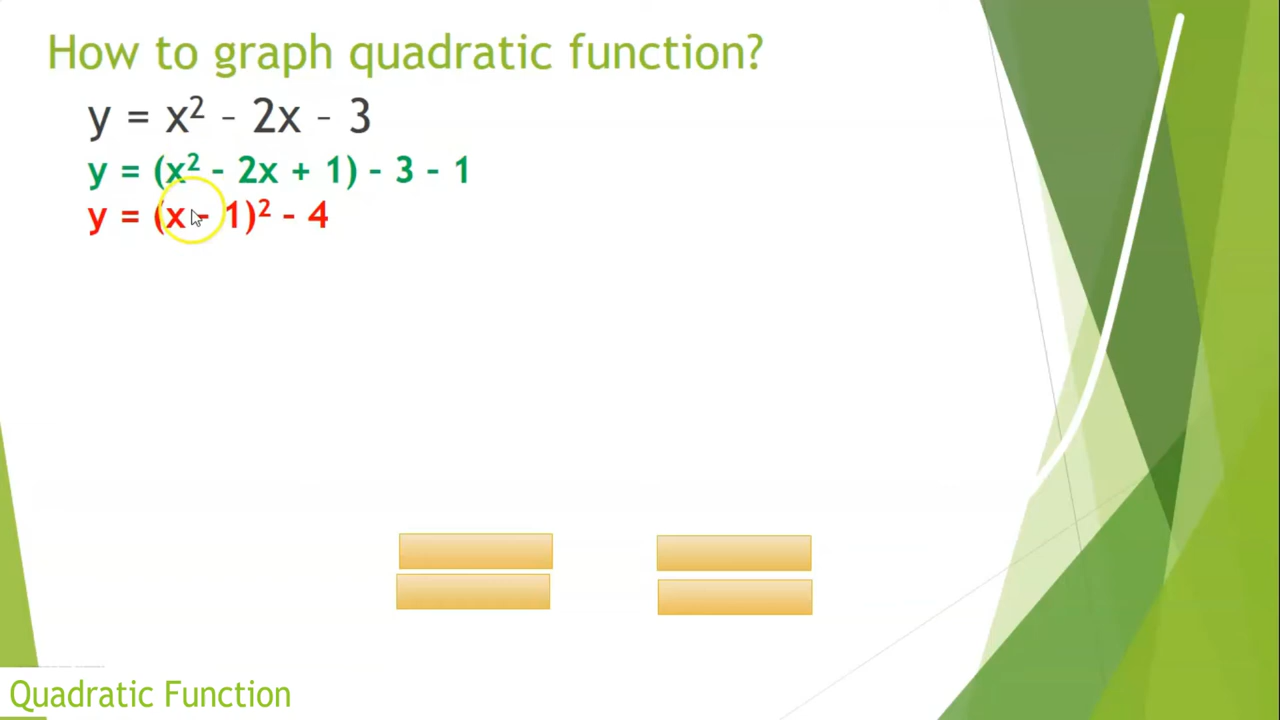 How to graph quadratic function?
y = x² – 2x – 3
y = (x² - 2x + 1) - 3 - 1
y = (x - 1)² - 4
Quadratic Function